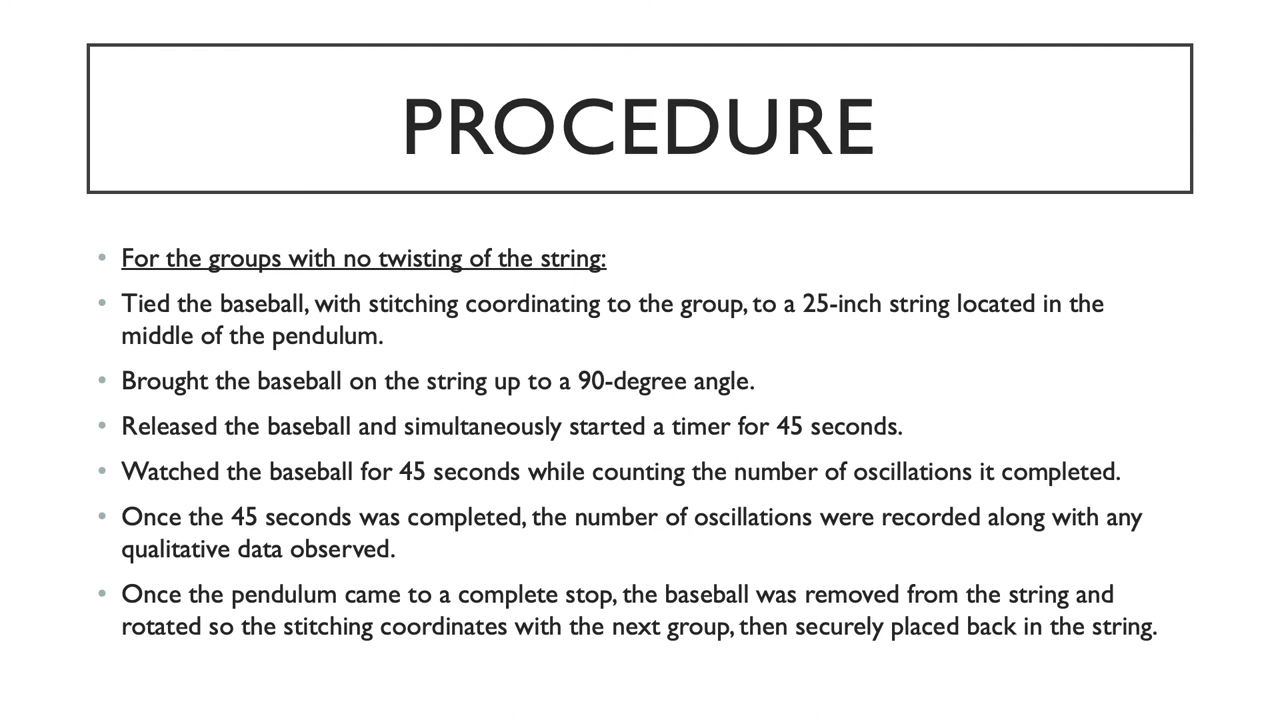 PROCEDURE
• For the groups with no twisting of the string:
• Tied the baseball, with stitching coordinating to the group, to a 25-inch string located in the
middle of the pendulum.
• Brought the baseball on the string up to a 90-degree angle.
• Released the baseball and simultaneously started a timer for 45 seconds.
• Watched the baseball for 45 seconds while counting the number of oscillations it completed.
• Once the 45 seconds was completed, the number of oscillations were recorded along with any
qualitative data observed.
• Once the pendulum came to a complete stop, the baseball was removed from the string and
rotated so the stitching coordinates with the next group, then securely placed back in the string.